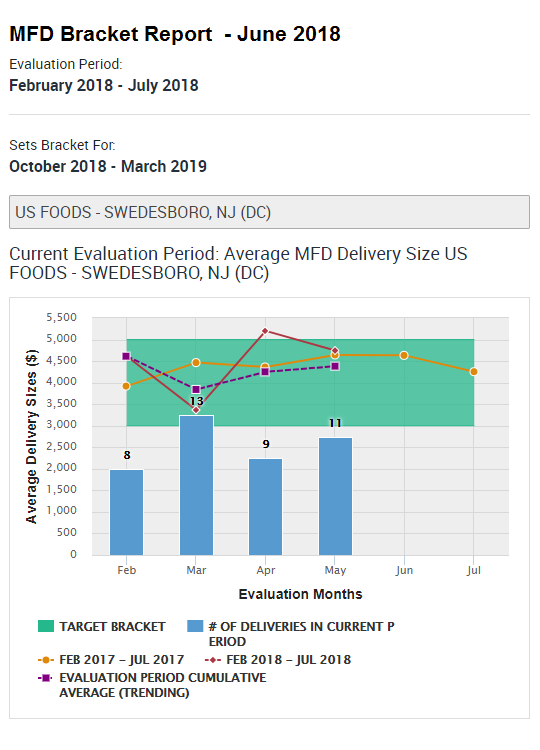 MFD Bracket Report - June 2018
Evaluation Period:
February 2018 - July 2018
Sets Bracket For:
October 2018 - March 2019
US FOODS - SWEDESBORO, NJ (DC)
Current Evaluation Period: Average MFD Delivery Size US
FOODS - SWEDESBORO, NJ (DC)
Average Delivery Sizes ($)
5,500
5,000
4,500
4,000
3,500
3,000
2,500
2,000
1,500
1,000
500
0
8
13
9
11
Feb Mar Apr May Jun Jul
Evaluation Months
TARGET BRACKET
# OF DELIVERIES IN CURRENT P
ERIOD
FEB 2017 - JUL 2017
FEB 2018 - JUL 2018
EVALUATION PERIOD CUMULATIVE
AVERAGE (TRENDING)